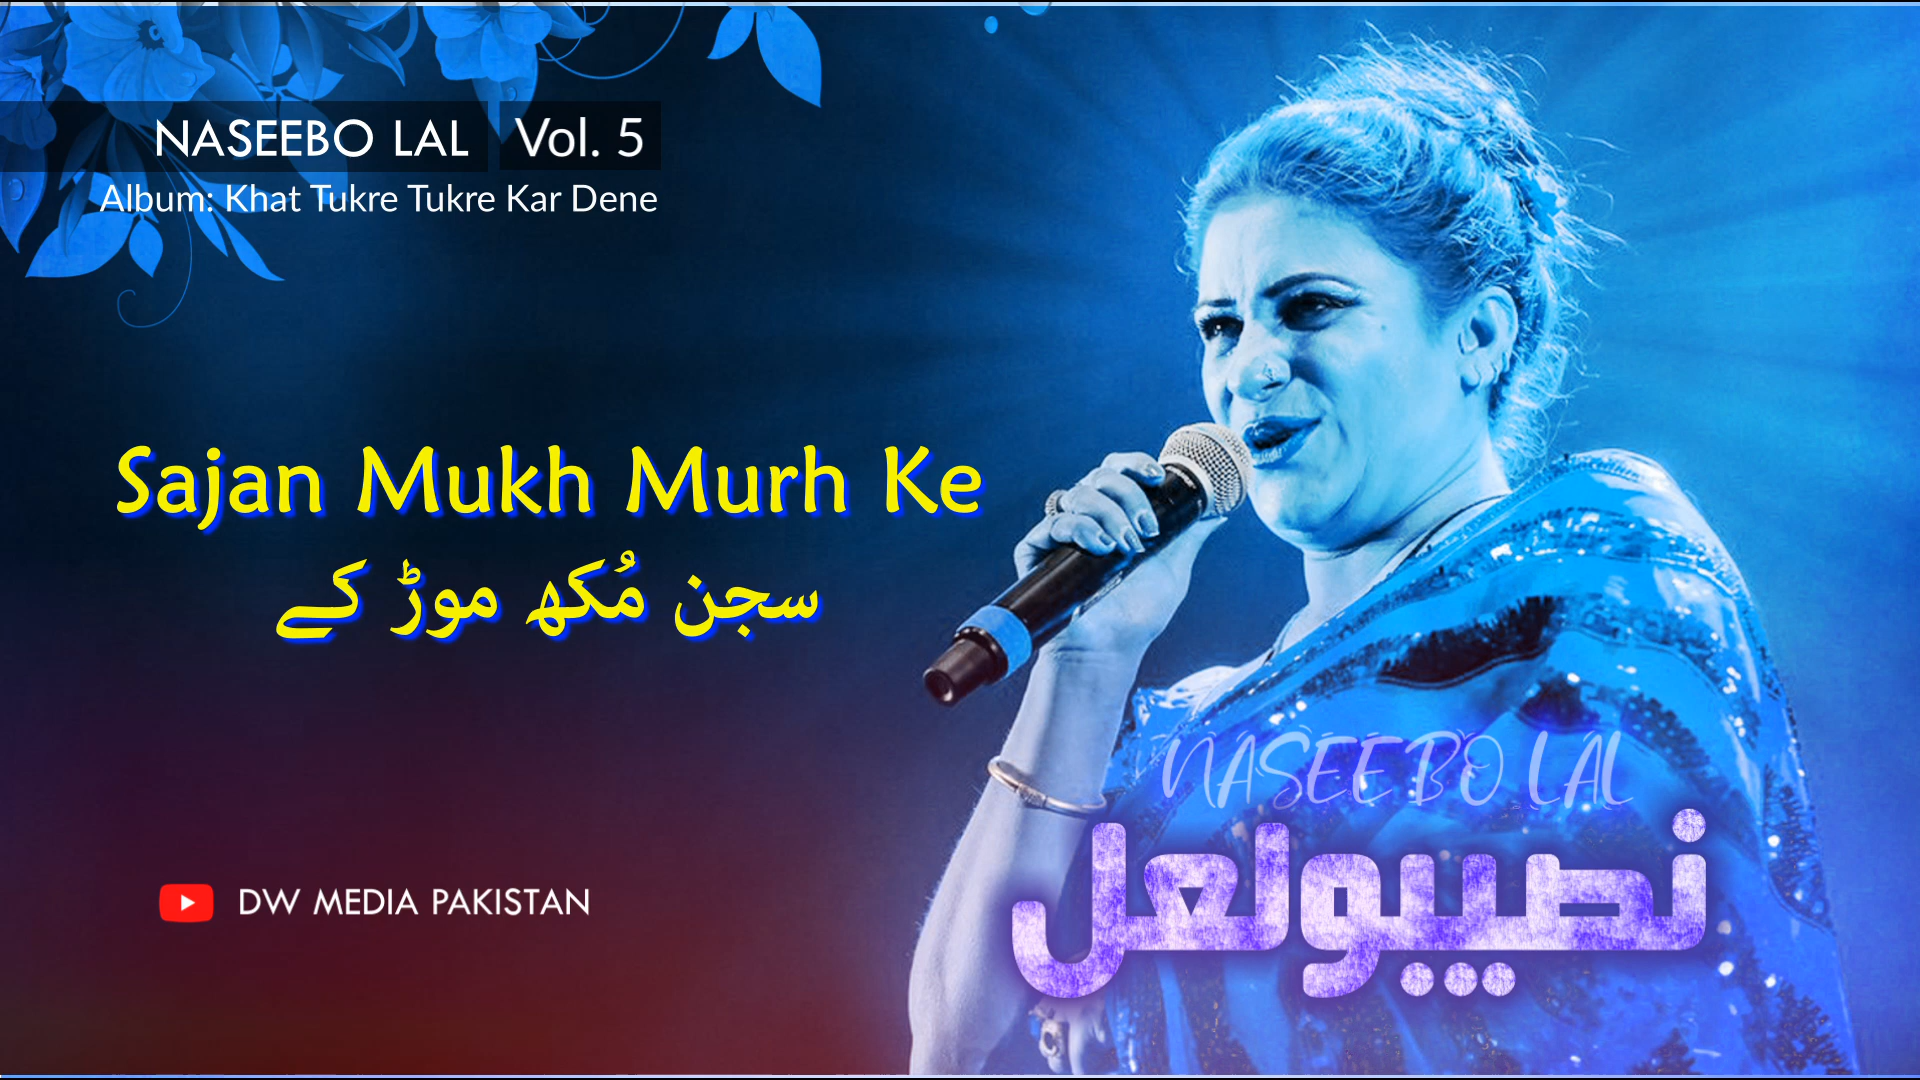 NASEEBO LAL Vol. 5
Album: Khat Tukre Tukre Kar Dene
Sajan Mukh Murh Ke
سجن مُکھ موڑ کے
DW MEDIA PAKISTAN
NASEEBO LAL
نصیبولعل